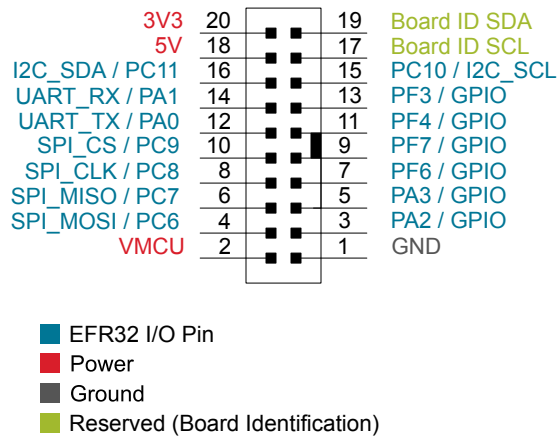 3V3 20 19 Board ID SDA
5V 18 17 Board ID SCL
I2C_SDA / PC11 16 15 PC10 / I2C_SCL
UART_RX / PA1 14 13 PF3 / GPIO
UART_TX / PA0 12 11 PF4 / GPIO
SPI_CS / PC9 10 9 PF7 / GPIO
SPI_CLK / PC8 8 7 PF6 / GPIO
SPI_MISO / PC7 6 5 PA3 / GPIO
SPI_MOSI / PC6 4 3 PA2 / GPIO
VMCU 2 1 GND
EFR32 I/O Pin
Power
Ground
Reserved (Board Identification)